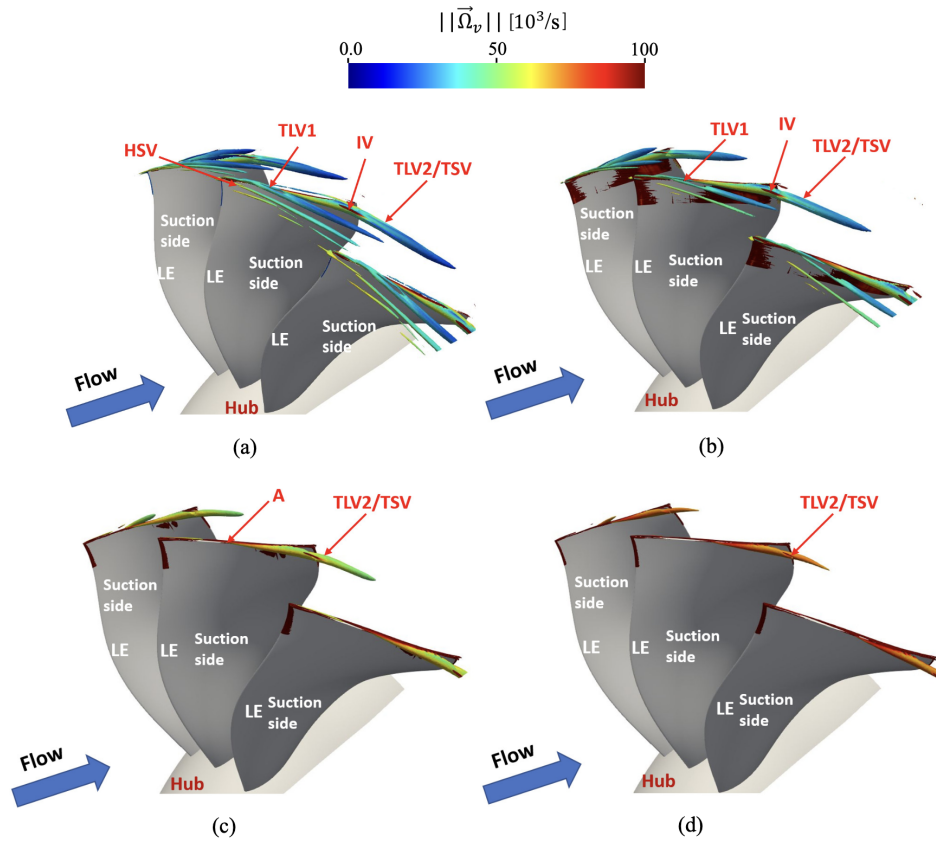 ||Ω⃗ᵥ|| [10³/s]
0.0 50 100
HSV TLV1 IV TLV2/TSV
Suction
side
LE
LE
Suction
side
LE
Suction
side
Flow
Hub
(a)
TLV1 IV TLV2/TSV
Suction
side
LE
LE
Suction
side
LE
Suction
side
Flow
Hub
(b)
A TLV2/TSV
Suction
side
LE
LE
Suction
side
LE
Suction
side
Flow
Hub
(c)
TLV2/TSV
Suction
side
LE
LE
Suction
side
LE
Suction
side
Flow
Hub
(d)